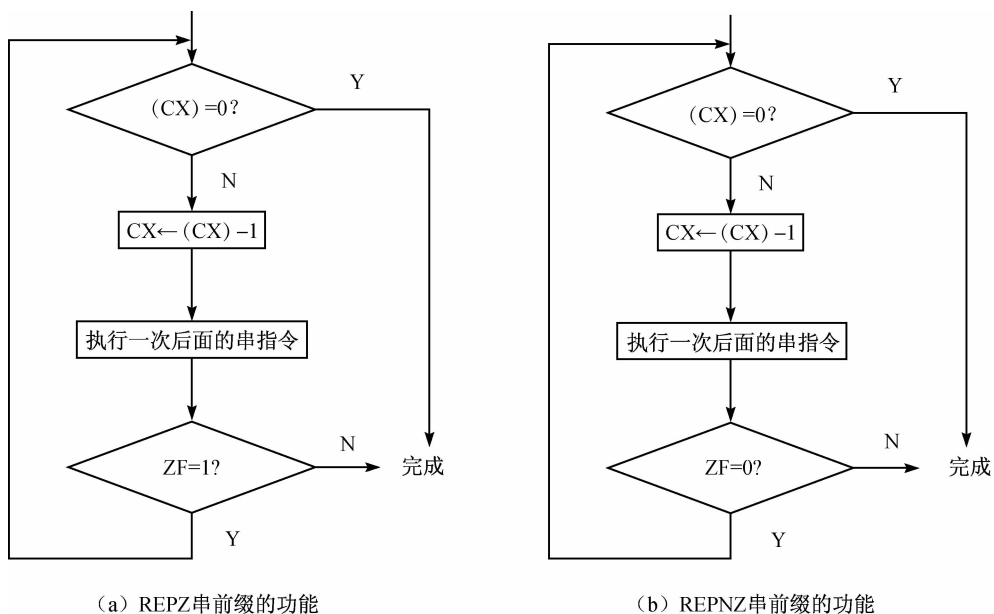 (CX)=0?
Y
N
CX←(CX)-1
执行一次后面的串指令
ZF=1?
N
完成
Y
(a) REPZ串前缀的功能
(CX)=0?
Y
N
CX←(CX)-1
执行一次后面的串指令
ZF=0?
N
完成
Y
(b) REPNZ串前缀的功能